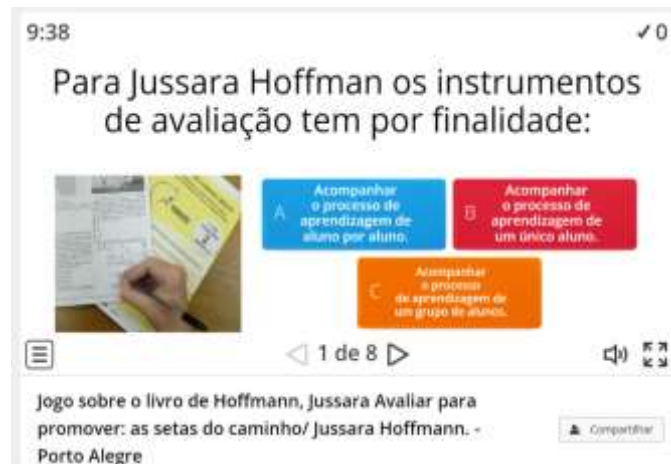 9:38
✓ 0
Para Jussara Hoffman os instrumentos
de avaliação tem por finalidade:
A
Acompanhar
o processo de
aprendizagem de
aluno por aluno.
B
Acompanhar
o processo de
aprendizagem de
um único aluno.
C
Acompanhar
o processo
de aprendizagem de
um grupo de alunos.
1 de 8
Jogo sobre o livro de Hoffmann, Jussara Avaliar para
promover: as setas do caminho/ Jussara Hoffmann. -
Porto Alegre
Compartilhar